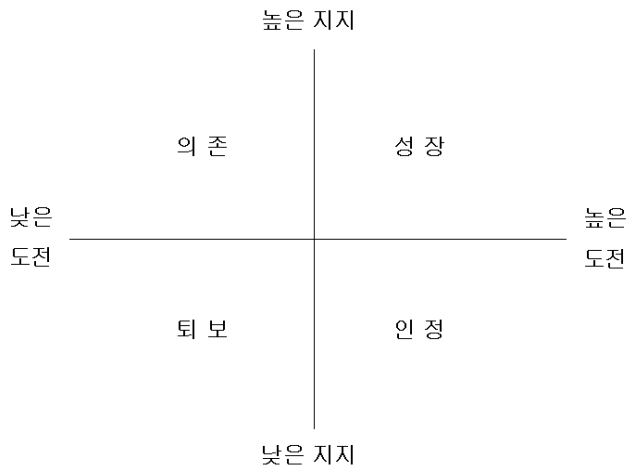 높은 지지
의 존
성 장
낮은
도전
높은
도전
퇴 보
인 정
낮은 지지